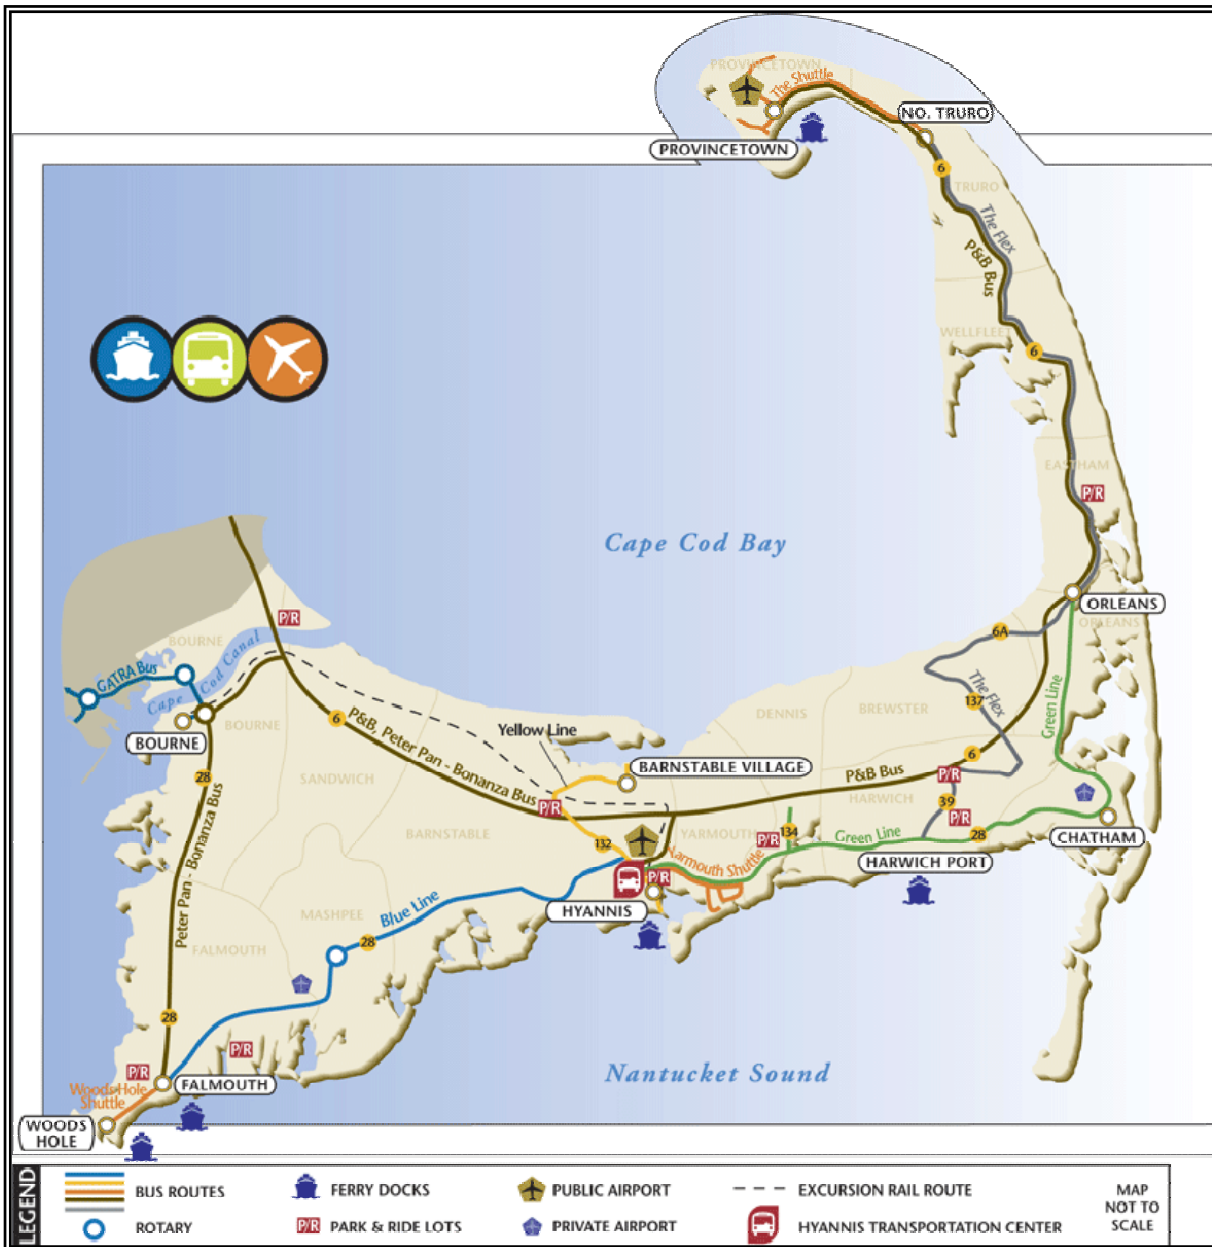 PROVINCETOWN
The Shuttle
NO. TRURO
PROVINCETOWN
6
TRURO
The Flex
P&B Bus
WELLFLEET
6
EASTHAM
P/R
Cape Cod Bay
ORLEANS
ORLEANS
6A
P/R
BOURNE
Cape Cod Canal
GATRA Bus
The Flex
137
Green Line
BOURNE
BOURNE
6
P&B, Peter Pan - Bonanza Bus
Yellow Line
DENNIS
BREWSTER
BARNSTABLE VILLAGE
6
P&B Bus
P/R
28
SANDWICH
P/R
HARWICH
39
P/R
BARNSTABLE
132
YARMOUTH
P/R
134
Green Line
28
CHATHAM
Peter Pan - Bonanza Bus
Yarmouth Shuttle
HARWICH PORT
P/R
HYANNIS
MASHPEE
Blue Line
28
FALMOUTH
28
P/R
P/R
Nantucket Sound
FALMOUTH
Woods Hole
Shuttle
WOODS
HOLE
LEGEND
BUS ROUTES
FERRY DOCKS
PUBLIC AIRPORT
EXCURSION RAIL ROUTE
ROTARY
P/R PARK & RIDE LOTS
PRIVATE AIRPORT
HYANNIS TRANSPORTATION CENTER
MAP
NOT TO
SCALE